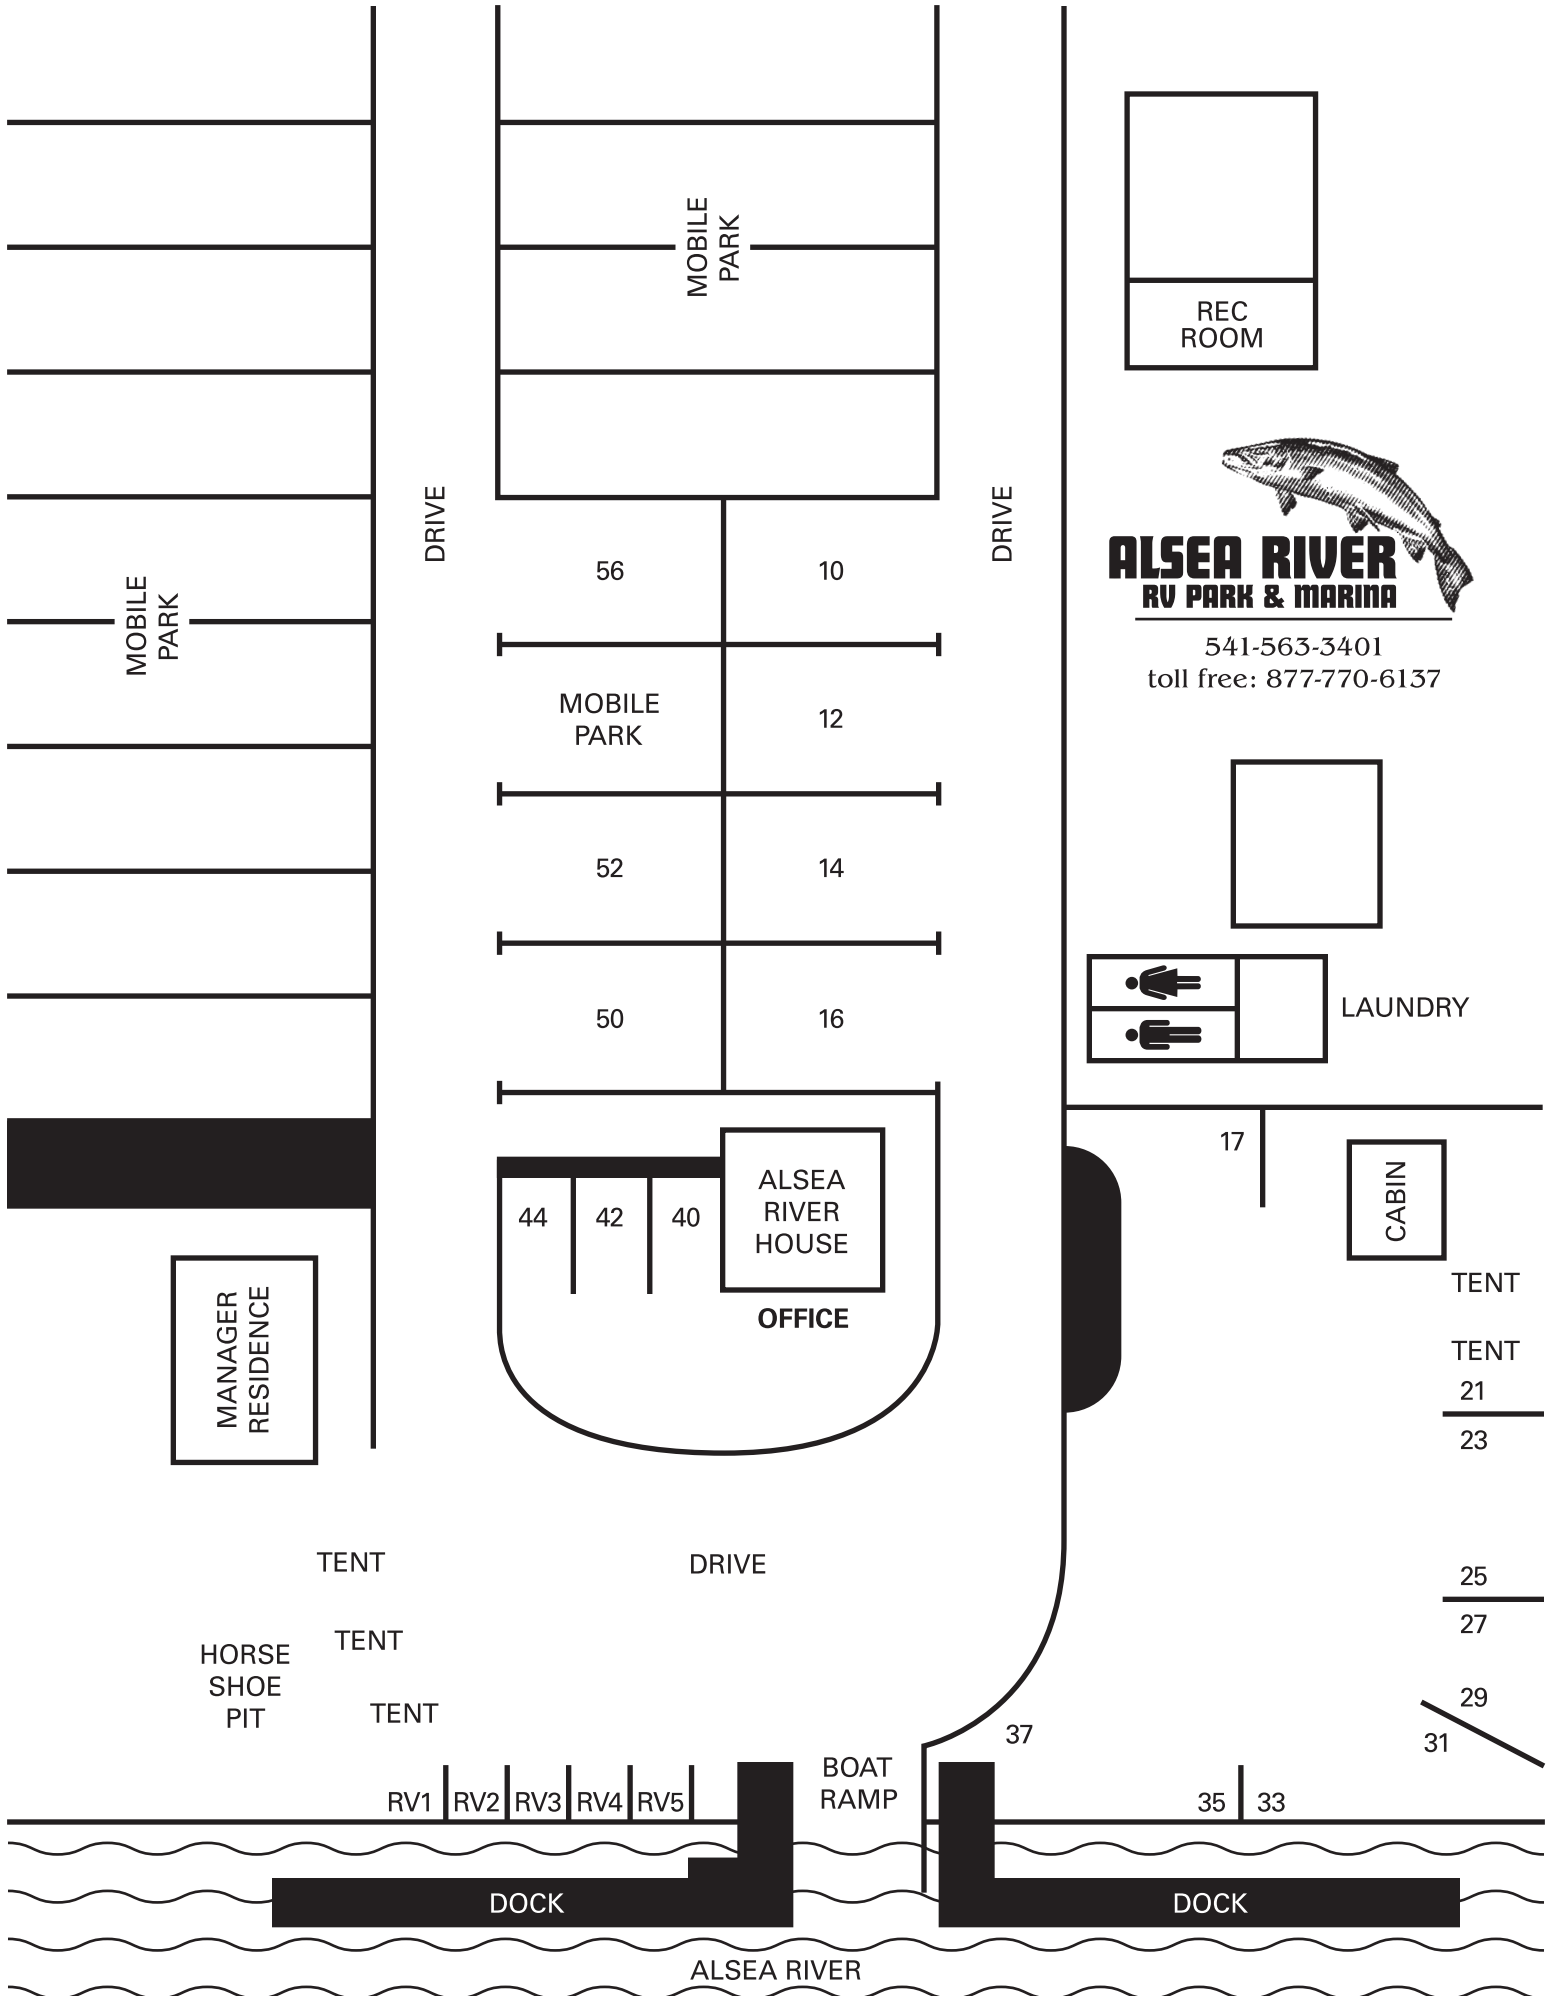 MOBILE
PARK
REC
ROOM
DRIVE
DRIVE
ALSEA RIVER
RV PARK & MARINA
541-563-3401
toll free: 877-770-6137
56
10
MOBILE
PARK
MOBILE
PARK
12
52
14
50
16
LAUNDRY
17
CABIN
44
42
40
ALSEA
RIVER
HOUSE
OFFICE
MANAGER
RESIDENCE
TENT
TENT
21
23
TENT
DRIVE
25
27
TENT
HORSE
SHOE
PIT
TENT
29
31
37
BOAT
RAMP
RV1
RV2
RV3
RV4
RV5
35
33
DOCK
DOCK
ALSEA RIVER